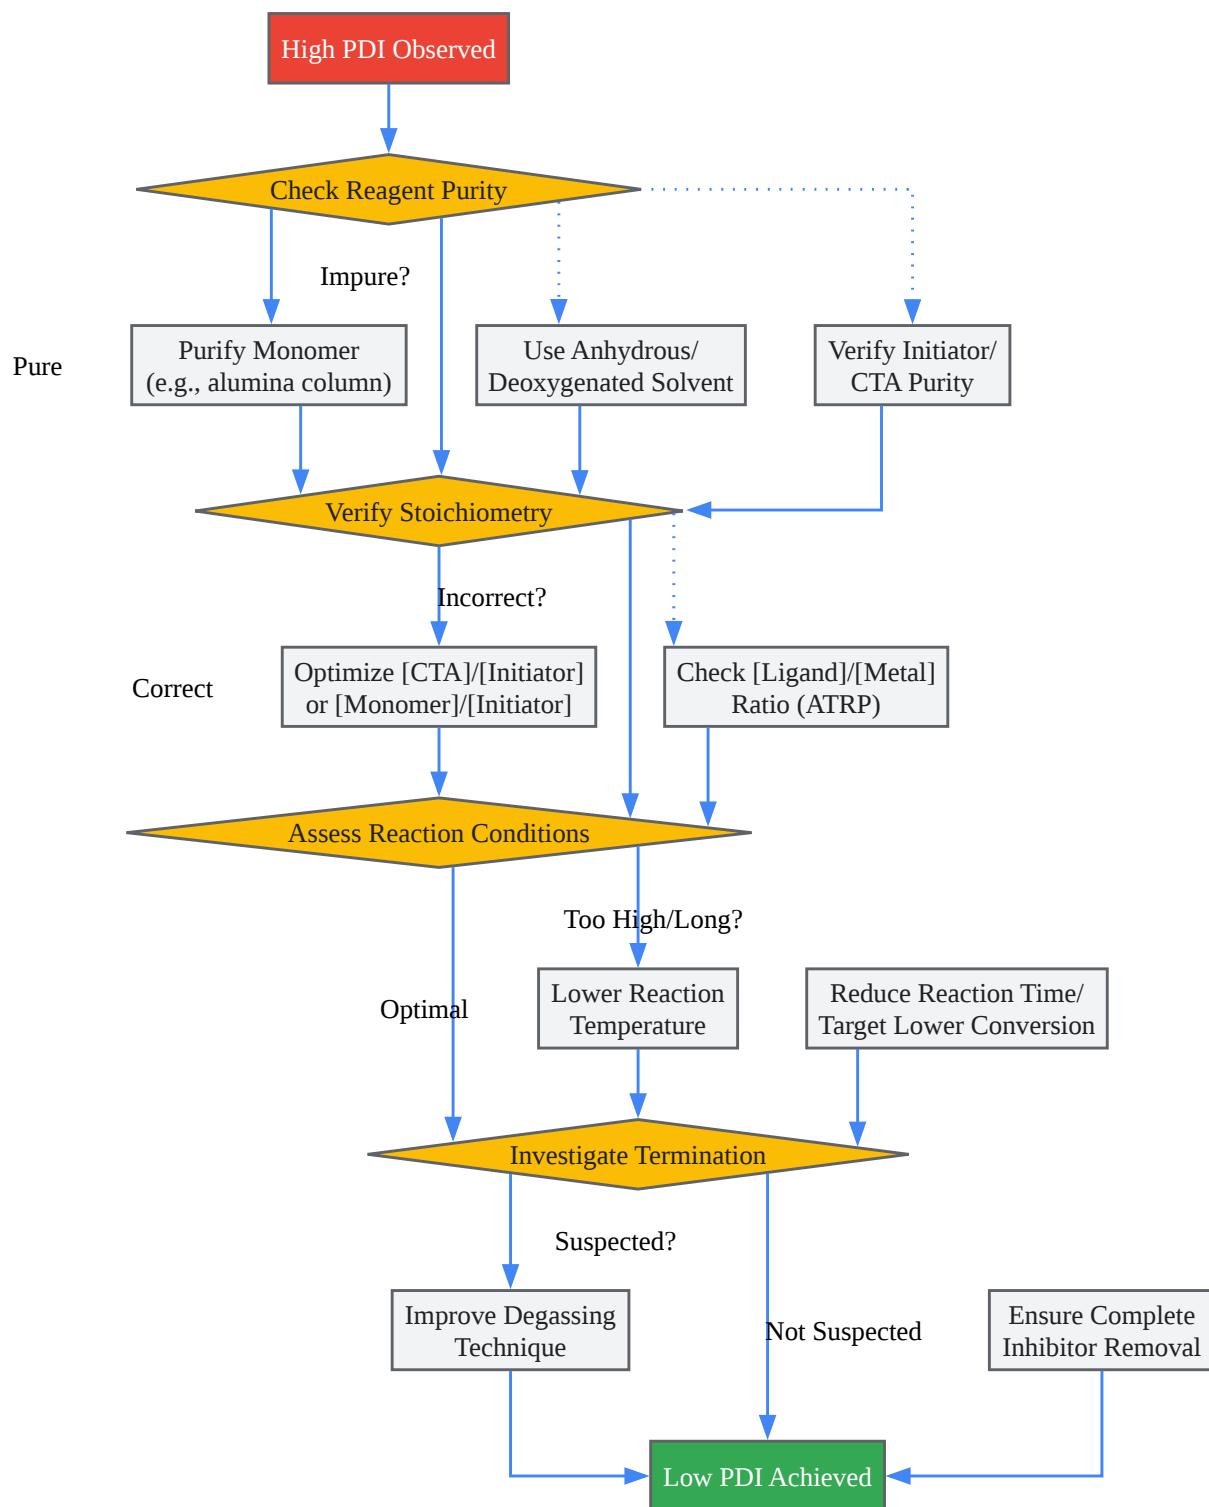 High PDI Observed
Check Reagent Purity
Impure?
Pure
Purify Monomer
(e.g., alumina column)
Use Anhydrous/
Deoxygenated Solvent
Verify Initiator/
CTA Purity
Verify Stoichiometry
Incorrect?
Correct
Optimize [CTA]/[Initiator]
or [Monomer]/[Initiator]
Check [Ligand]/[Metal]
Ratio (ATRP)
Assess Reaction Conditions
Too High/Long?
Optimal
Lower Reaction
Temperature
Reduce Reaction Time/
Target Lower Conversion
Investigate Termination
Suspected?
Not Suspected
Improve Degassing
Technique
Ensure Complete
Inhibitor Removal
Low PDI Achieved